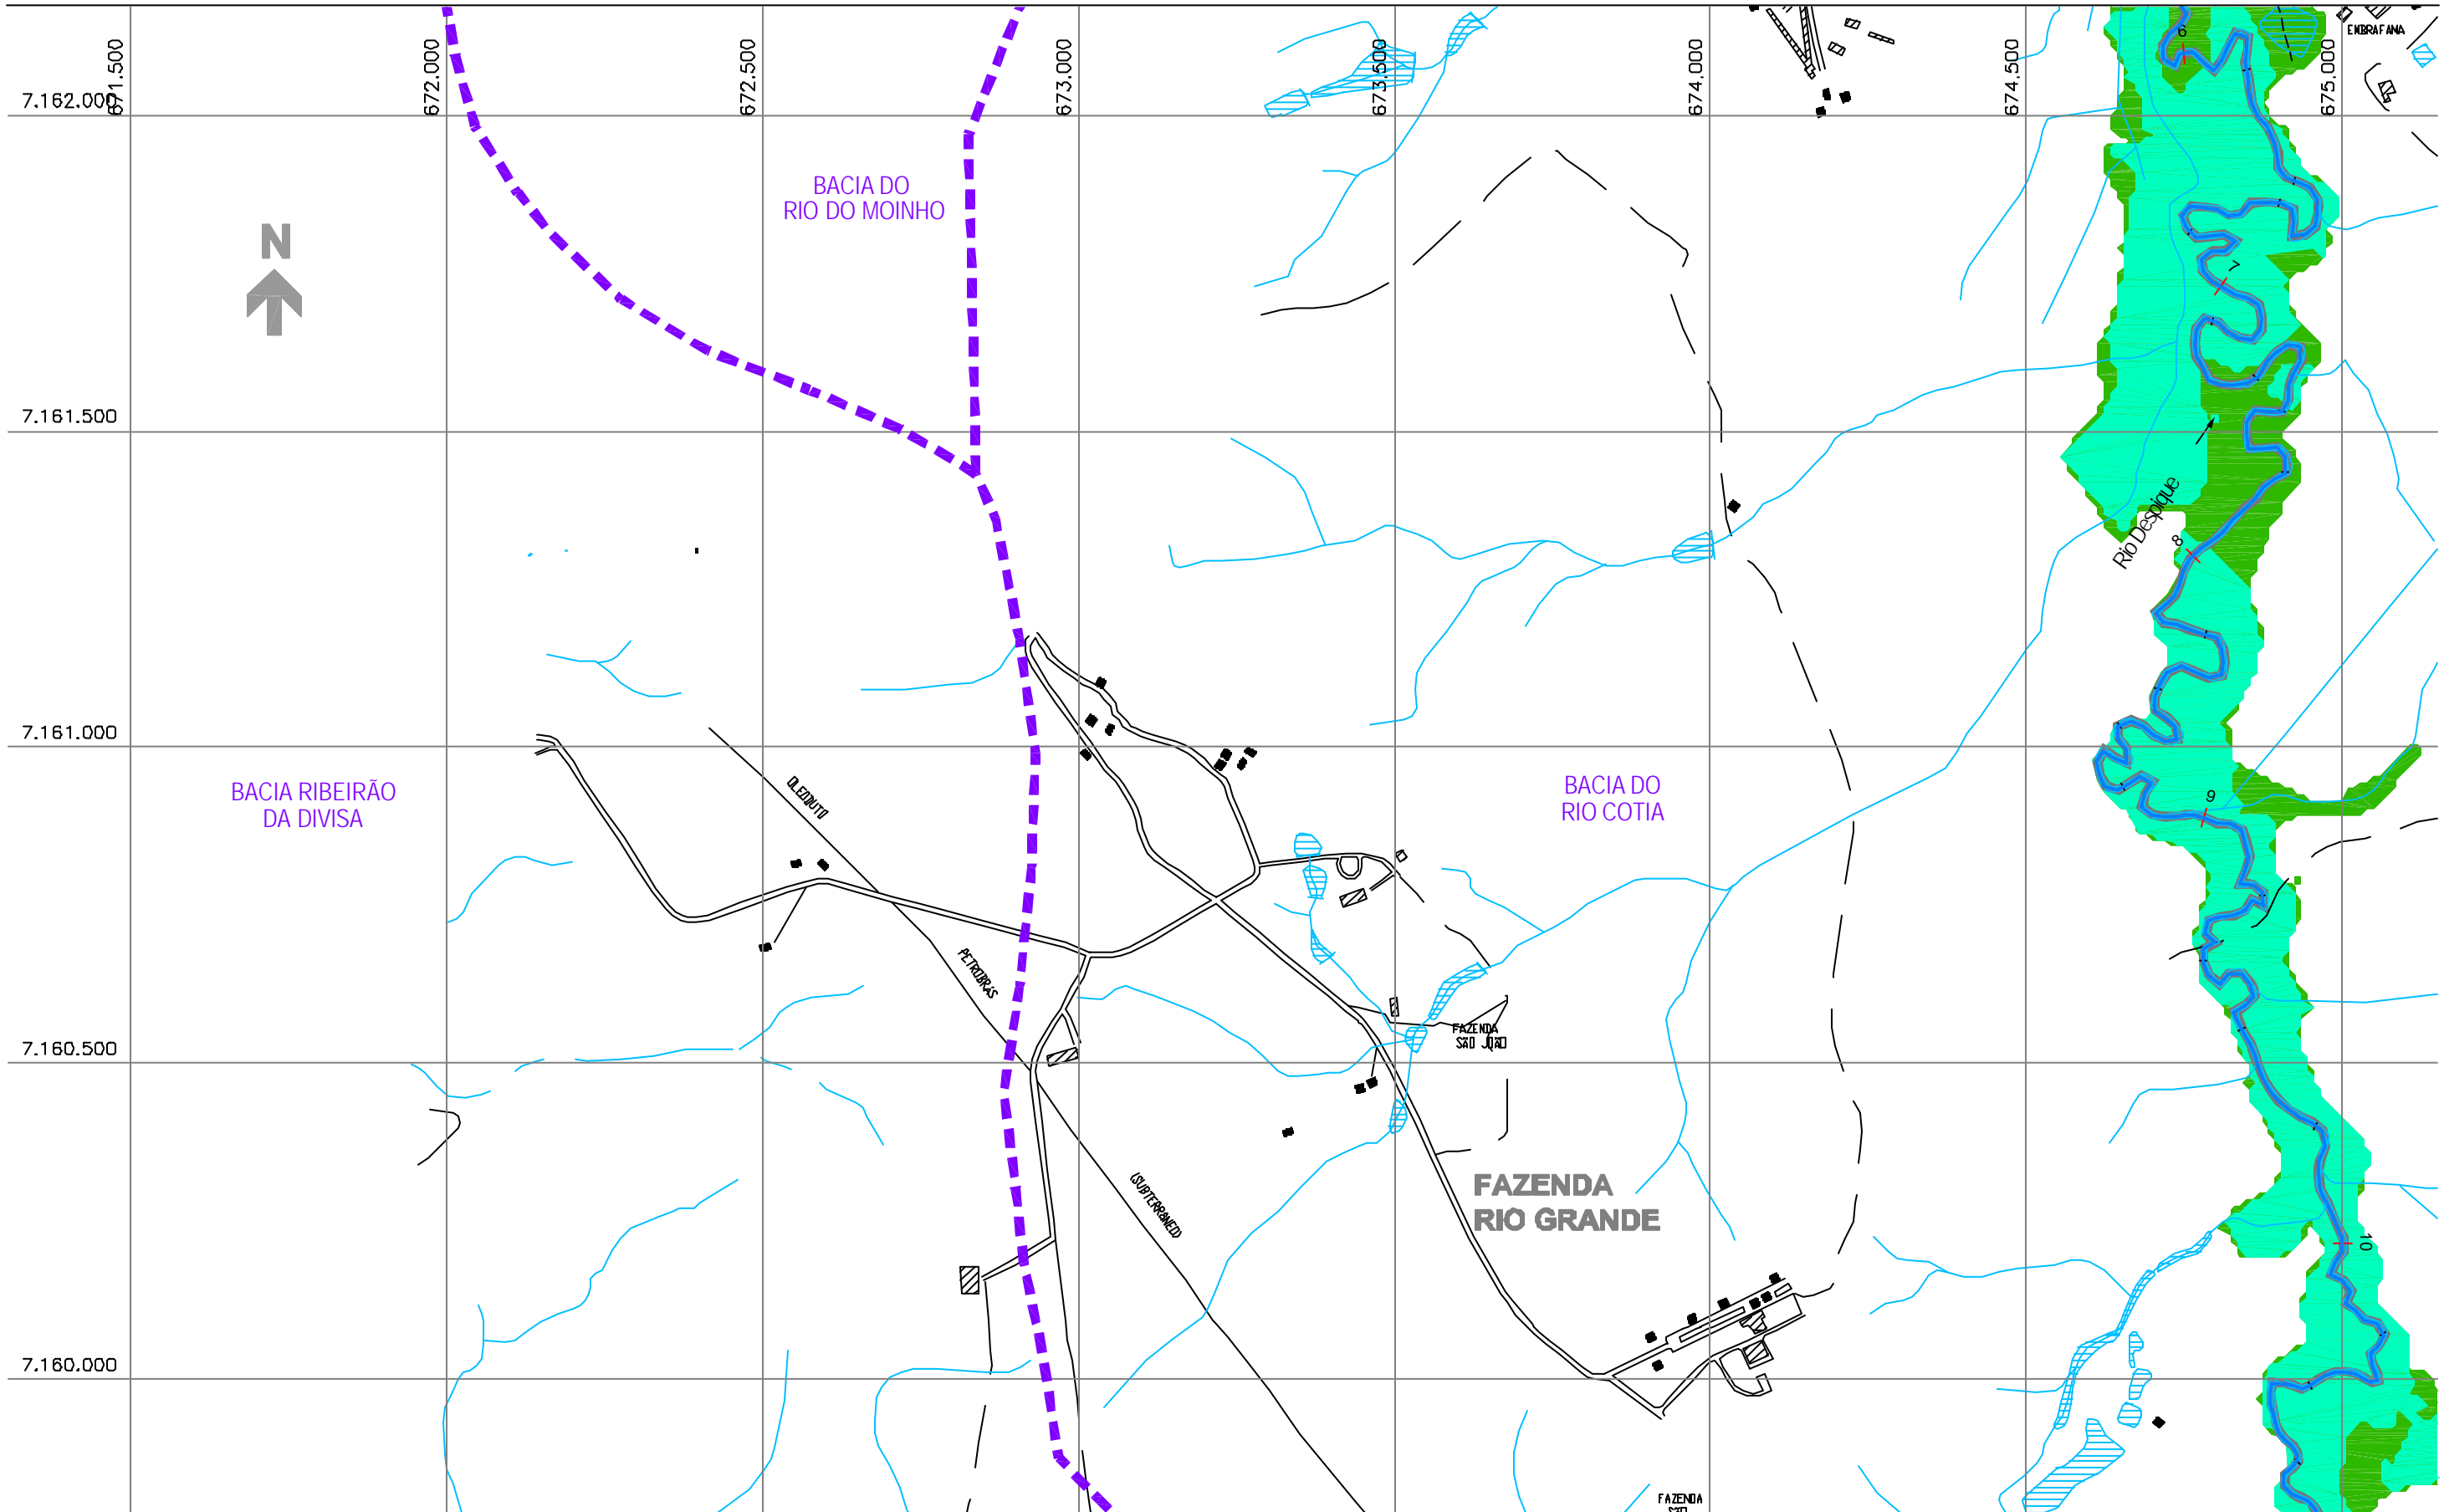 671.500
672.000
672.500
673.000
673.500
674.000
674.500
675.000
EMBRAFAMA
6
7.162.000
BACIA DO
RIO DO MOINHO
N
7
7.161.500
Rio Despique
8
7.161.000
BACIA RIBEIRÃO
DA DIVISA
OLEODUTO
BACIA DO
RIO COTIA
9
PETROBRÁS
7.160.500
FAZENDA
SÃO JOÃO
(SUBTERRANEO)
FAZENDA
RIO GRANDE
10
7.160.000
FAZENDA
SÃO